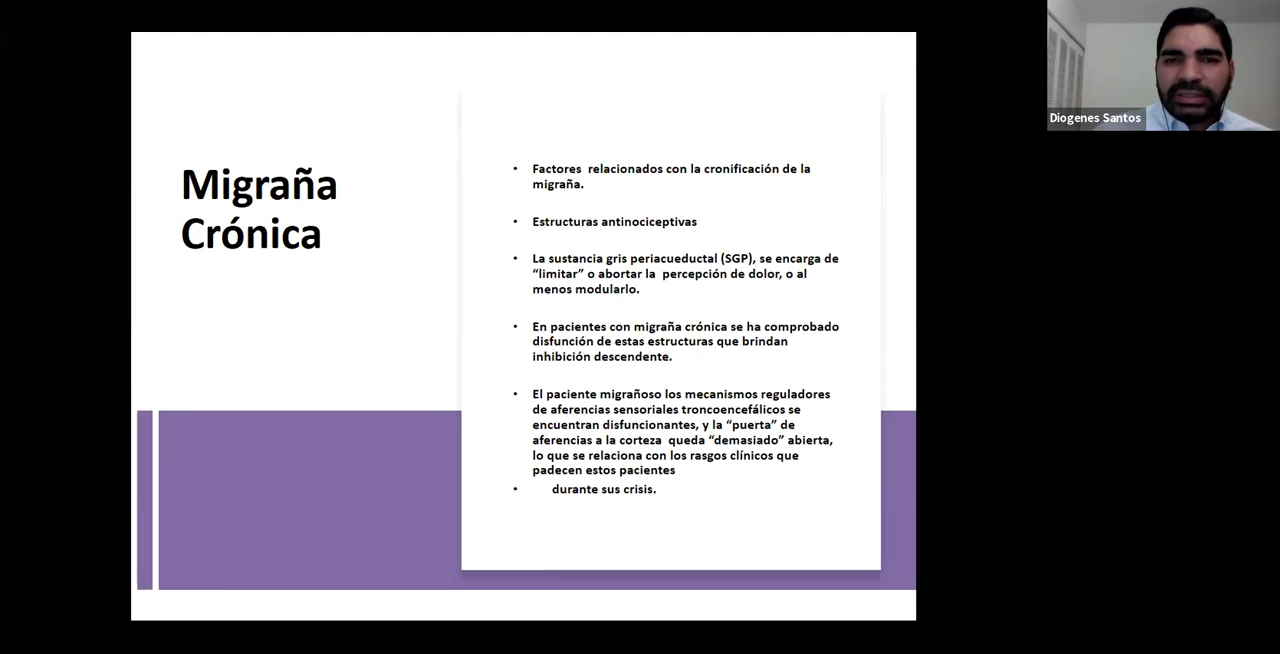 Migraña
Crónica
• Factores relacionados con la cronificación de la
migraña.
• Estructuras antinociceptivas
• La sustancia gris periacueductal (SGP), se encarga de
“limitar” o abortar la percepción de dolor, o al
menos modularlo.
• En pacientes con migraña crónica se ha comprobado
disfunción de estas estructuras que brindan
inhibición descendente.
• El paciente migrañoso los mecanismos reguladores
de aferencias sensoriales troncoencefálicos se
encuentran disfuncionantes, y la “puerta” de
aferencias a la corteza queda “demasiado” abierta,
lo que se relaciona con los rasgos clínicos que
padecen estos pacientes
• durante sus crisis.
Diogenes Santos